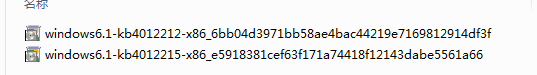 名称
windows6.1-kb4012212-x86_6bb04d3971bb58ae4bac44219e7169812914df3f
windows6.1-kb4012215-x86_e5918381cef63f171a74418f12143dabe5561a66